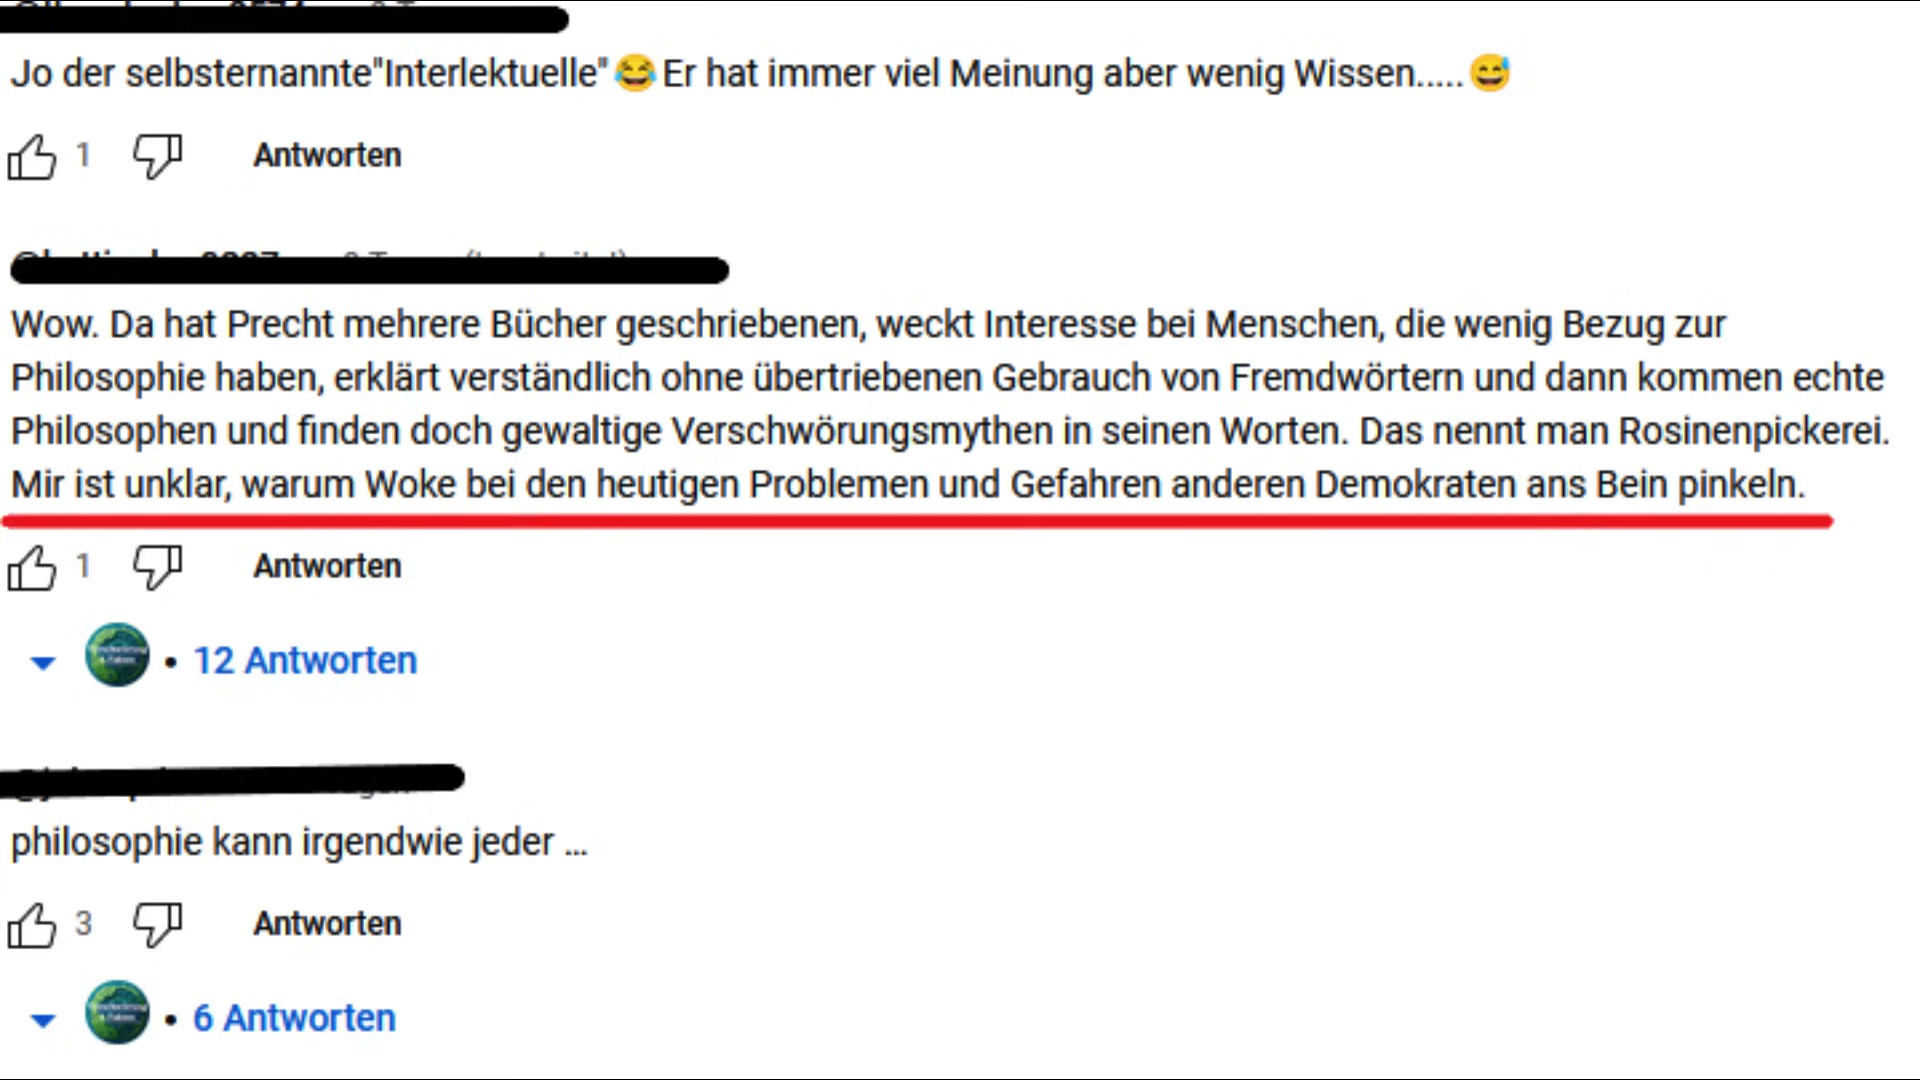 Jo der selbsternannte"Interlektuelle"😂Er hat immer viel Meinung aber wenig Wissen.....😅
1 Antworten
Wow. Da hat Precht mehrere Bücher geschriebenen, weckt Interesse bei Menschen, die wenig Bezug zur
Philosophie haben, erklärt verständlich ohne übertriebenen Gebrauch von Fremdwörtern und dann kommen echte
Philosophen und finden doch gewaltige Verschwörungsmythen in seinen Worten. Das nennt man Rosinenpickerei.
Mir ist unklar, warum Woke bei den heutigen Problemen und Gefahren anderen Demokraten ans Bein pinkeln.
1 Antworten
• 12 Antworten
philosophie kann irgendwie jeder ...
3 Antworten
• 6 Antworten